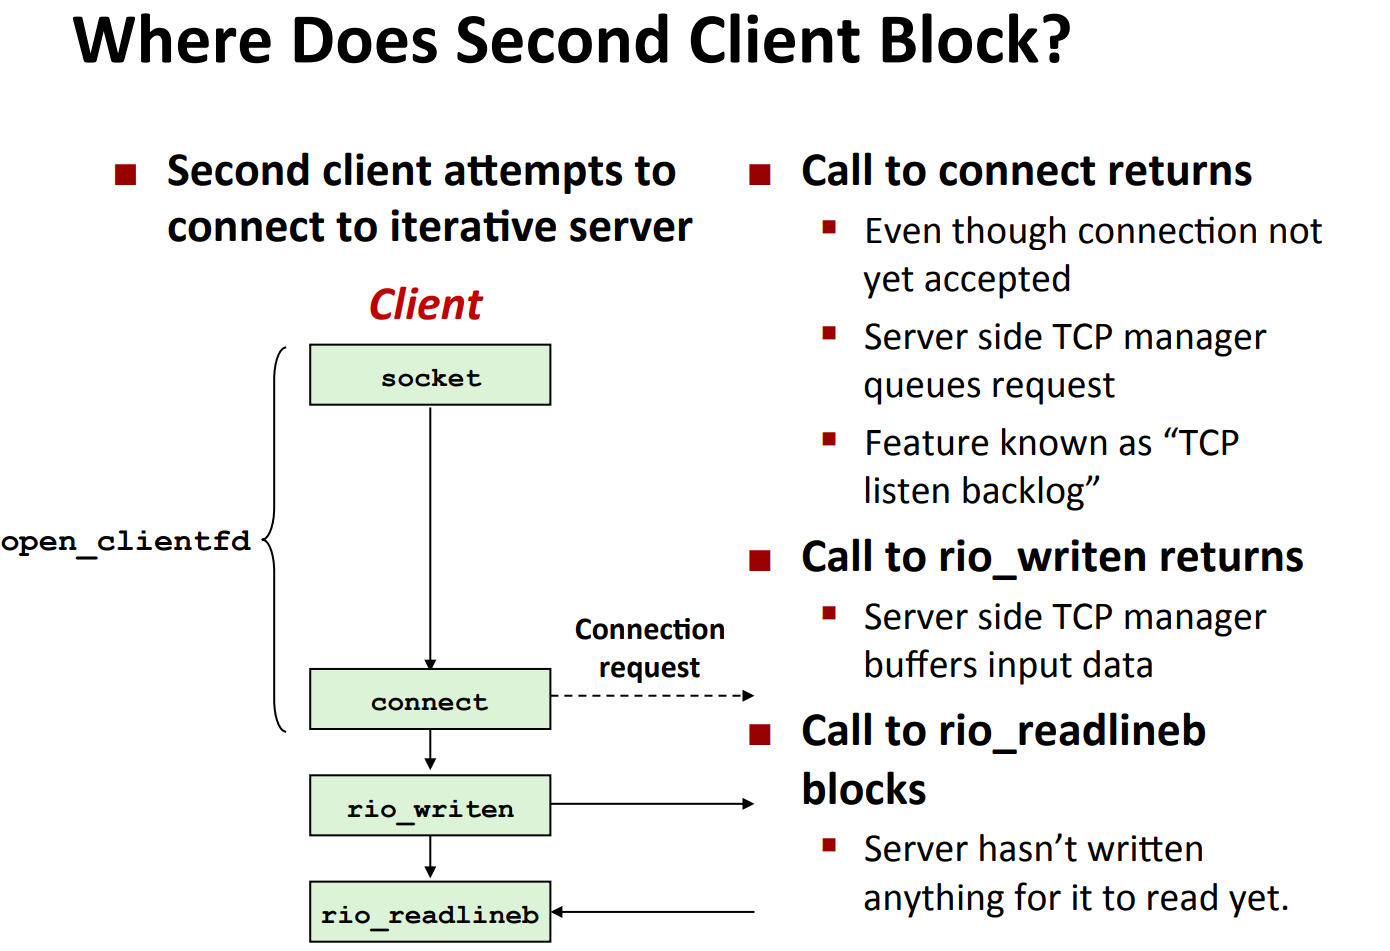 Where Does Second Client Block?
Second client attempts to
connect to iterative server
Client
socket
open_clientfd
Connection
request
connect
rio_writen
rio_readlineb
Call to connect returns
Even though connection not
yet accepted
Server side TCP manager
queues request
Feature known as “TCP
listen backlog”
Call to rio_writen returns
Server side TCP manager
buffers input data
Call to rio_readlineb
blocks
Server hasn’t written
anything for it to read yet.